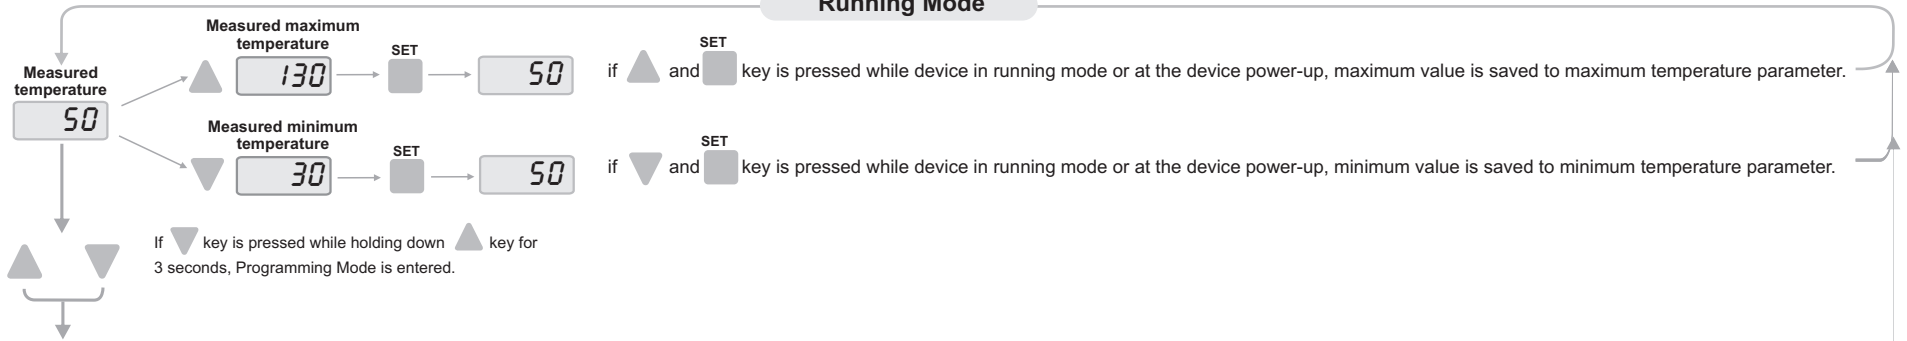 Running Mode
Measured maximum
temperature
SET
SET
130
50
if and key is pressed while device in running mode or at the device power-up, maximum value is saved to maximum temperature parameter.
Measured
temperature
50
Measured minimum
temperature
SET
SET
30
50
if and key is pressed while device in running mode or at the device power-up, minimum value is saved to minimum temperature parameter.
If key is pressed while holding down key for
3 seconds, Programming Mode is entered.